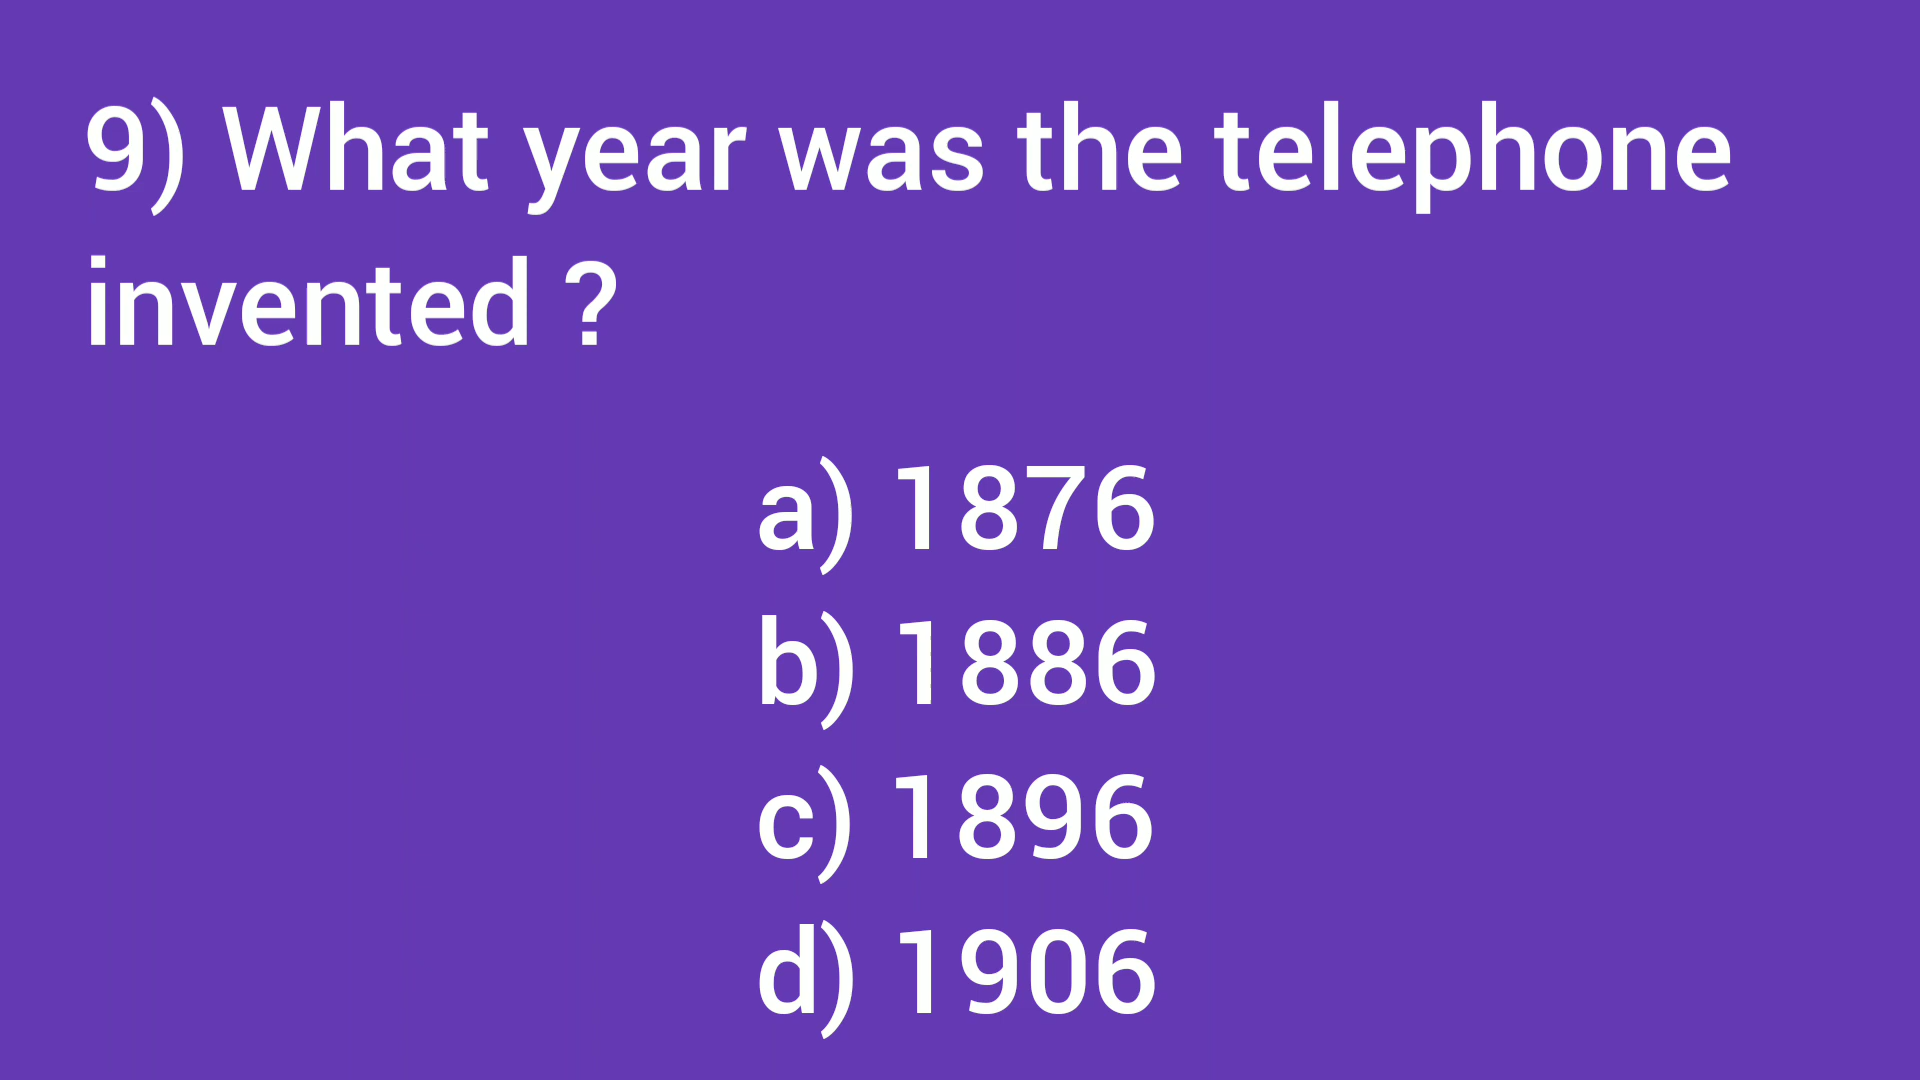 9) What year was the telephone
invented ?
a) 1876
b) 1886
c) 1896
d) 1906